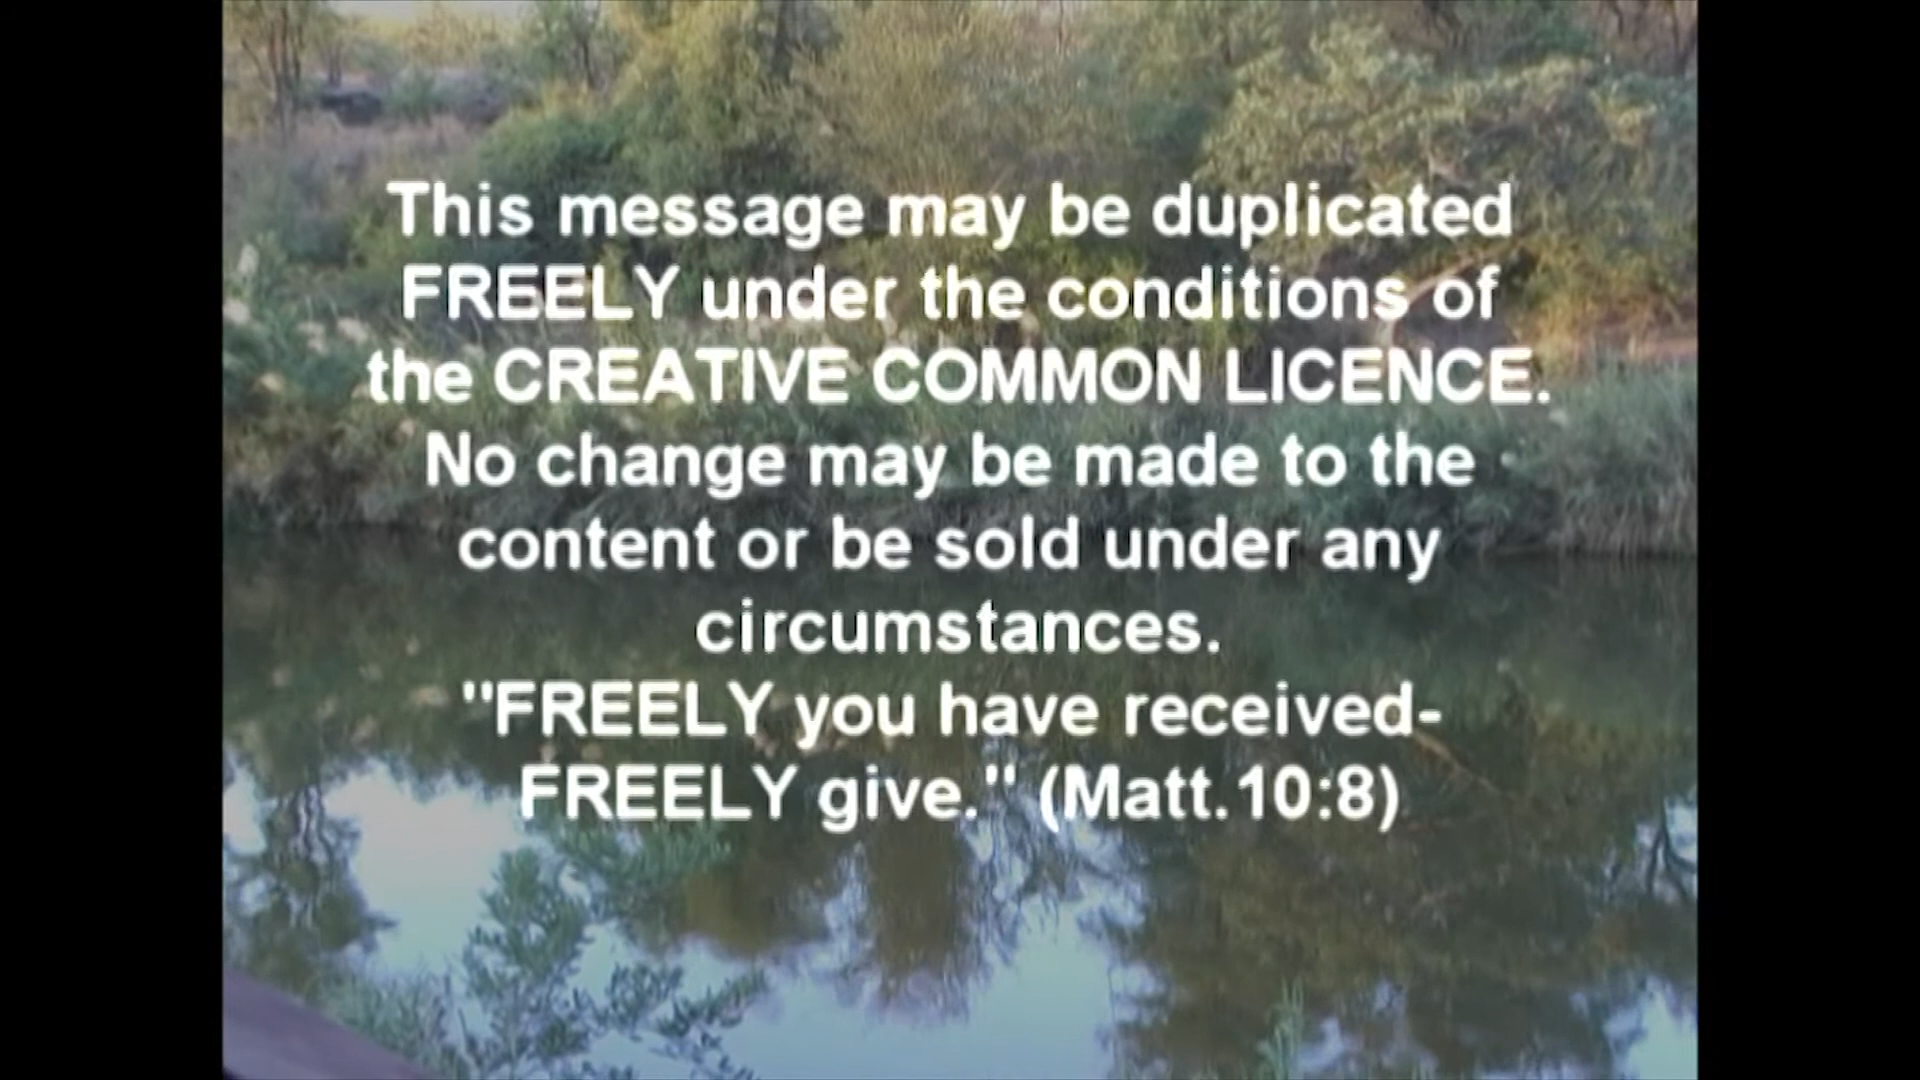 This message may be duplicated
FREELY under the conditions of
the CREATIVE COMMON LICENCE.
No change may be made to the
content or be sold under any
circumstances.
"FREELY you have received-
FREELY give." (Matt.10:8)